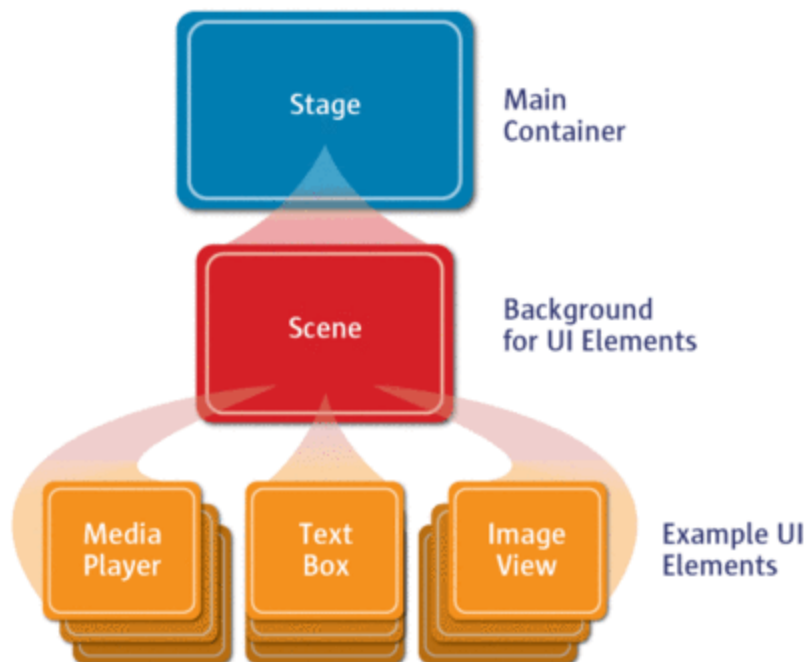 Stage
Main
Container
Scene
Background
for UI Elements
Media
Player
Text
Box
Image
View
Example UI
Elements